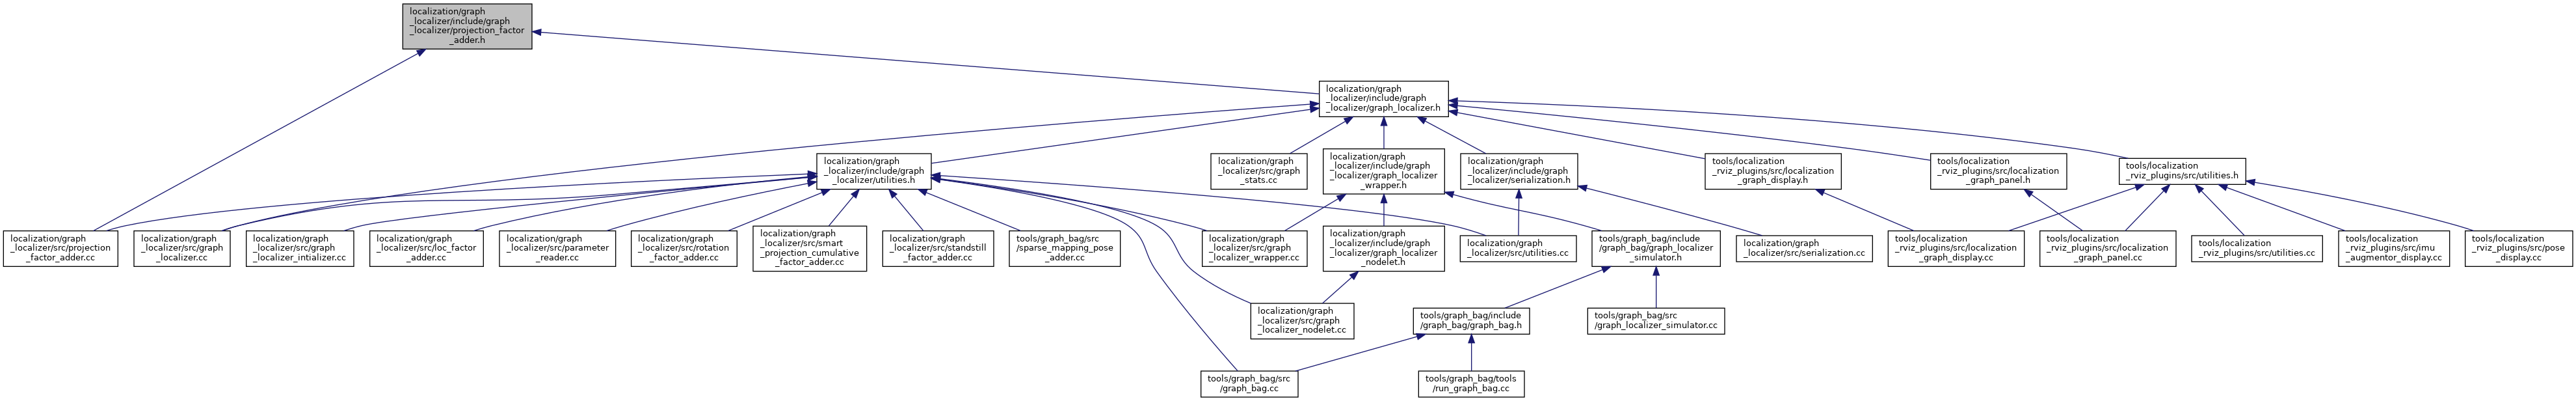 localization/graph
_localizer/include/graph
_localizer/projection_factor
_adder.h
localization/graph
_localizer/include/graph
_localizer/graph_localizer.h
localization/graph
_localizer/include/graph
_localizer/utilities.h
localization/graph
_localizer/src/graph
_stats.cc
localization/graph
_localizer/include/graph
_localizer/graph_localizer
_wrapper.h
localization/graph
_localizer/include/graph
_localizer/serialization.h
tools/localization
_rviz_plugins/src/localization
_graph_display.h
tools/localization
_rviz_plugins/src/localization
_graph_panel.h
tools/localization
_rviz_plugins/src/utilities.h
localization/graph
_localizer/src/projection
_factor_adder.cc
localization/graph
_localizer/src/graph
_localizer.cc
localization/graph
_localizer/src/graph
_localizer_intializer.cc
localization/graph
_localizer/src/loc_factor
_adder.cc
localization/graph
_localizer/src/parameter
_reader.cc
localization/graph
_localizer/src/rotation
_factor_adder.cc
localization/graph
_localizer/src/smart
_projection_cumulative
_factor_adder.cc
localization/graph
_localizer/src/standstill
_factor_adder.cc
tools/graph_bag/src
/sparse_mapping_pose
_adder.cc
localization/graph
_localizer/src/graph
_localizer_wrapper.cc
localization/graph
_localizer/include/graph
_localizer/graph_localizer
_nodelet.h
localization/graph
_localizer/src/utilities.cc
tools/graph_bag/include
/graph_bag/graph_localizer
_simulator.h
localization/graph
_localizer/src/serialization.cc
tools/localization
_rviz_plugins/src/localization
_graph_display.cc
tools/localization
_rviz_plugins/src/localization
_graph_panel.cc
tools/localization
_rviz_plugins/src/utilities.cc
tools/localization
_rviz_plugins/src/imu
_augmentor_display.cc
tools/localization
_rviz_plugins/src/pose
_display.cc
localization/graph
_localizer/src/graph
_localizer_nodelet.cc
tools/graph_bag/include
/graph_bag/graph_bag.h
tools/graph_bag/src
/graph_localizer_simulator.cc
tools/graph_bag/src
/graph_bag.cc
tools/graph_bag/tools
/run_graph_bag.cc